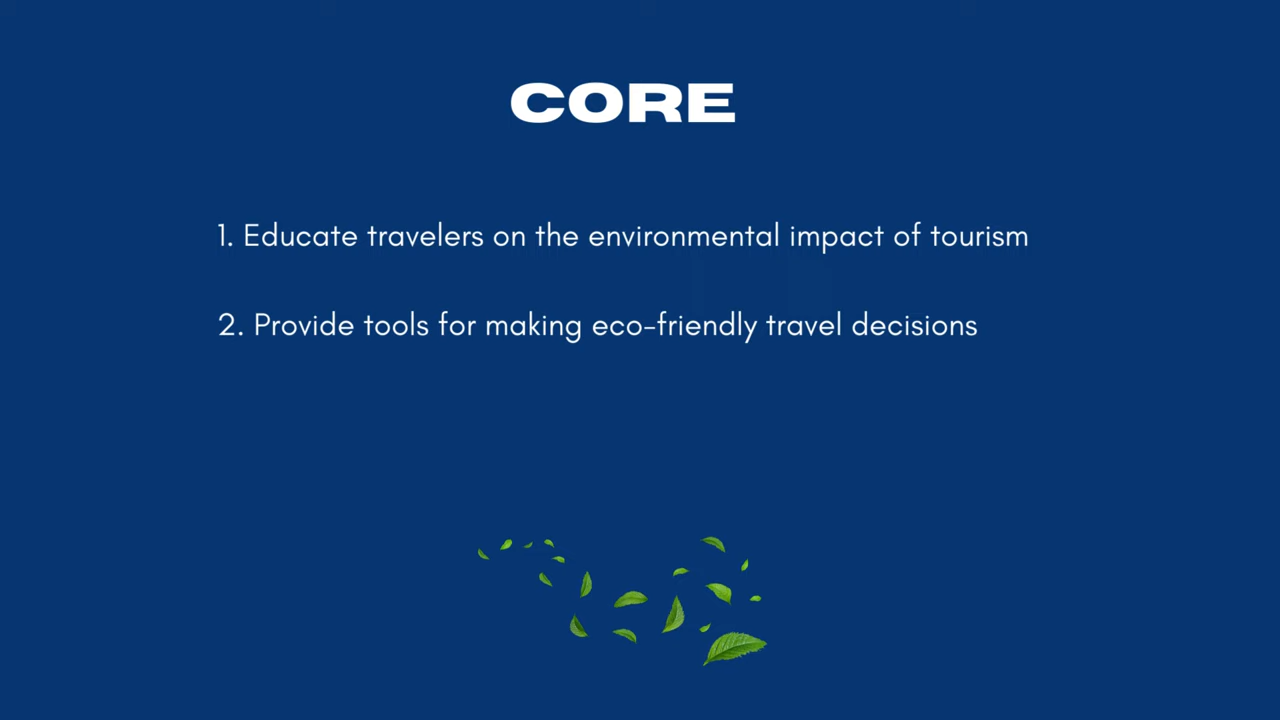 CORE
1. Educate travelers on the environmental impact of tourism
2. Provide tools for making eco-friendly travel decisions